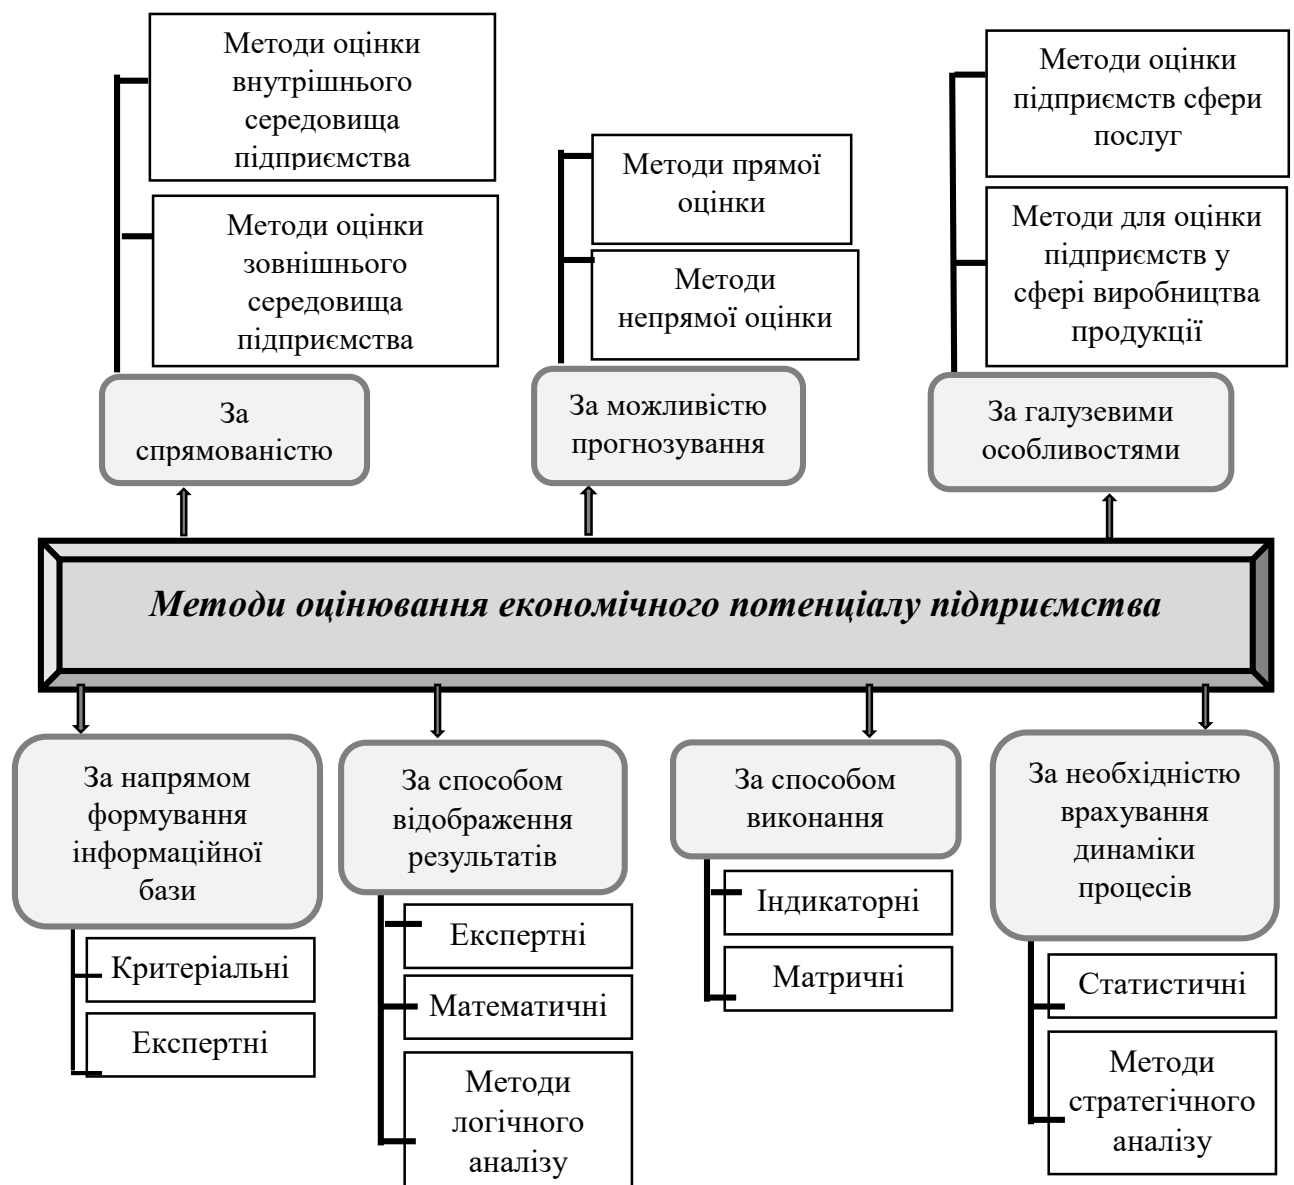 Методи оцінки
внутрішнього
середовища
підприємства
Методи оцінки
зовнішнього
середовища
підприємства
За
спрямованістю
Методи прямої
оцінки
Методи
непрямої оцінки
За можливістю
прогнозування
Методи оцінки
підприємств сфери
послуг
Методи для оцінки
підприємств у
сфері виробництва
продукції
За галузевими
особливостями
Методи оцінювання економічного потенціалу підприємства
За напрямом
формування
інформаційної
бази
Критеріальні
Експертні
За способом
відображення
результатів
Експертні
Математичні
Методи
логічного
аналізу
За способом
виконання
Індикаторні
Матричні
За необхідністю
врахування
динаміки
процесів
Статистичні
Методи
стратегічного
аналізу